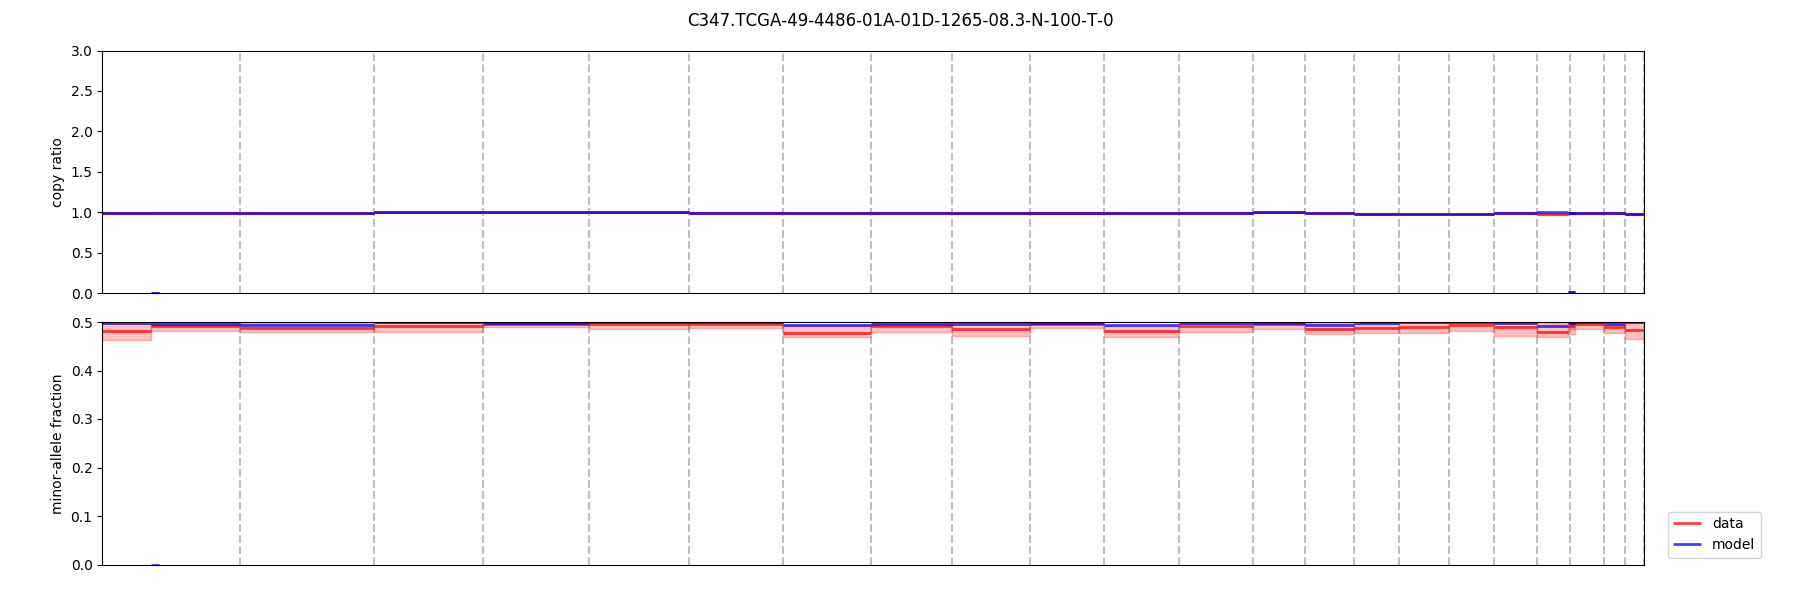 C347.TCGA-49-4486-01A-01D-1265-08.3-N-100-T-0
3.0
2.5
2.0
1.5
1.0
0.5
0.0
copy ratio
0.5
0.4
0.3
0.2
0.1
0.0
minor-allele fraction
data
model